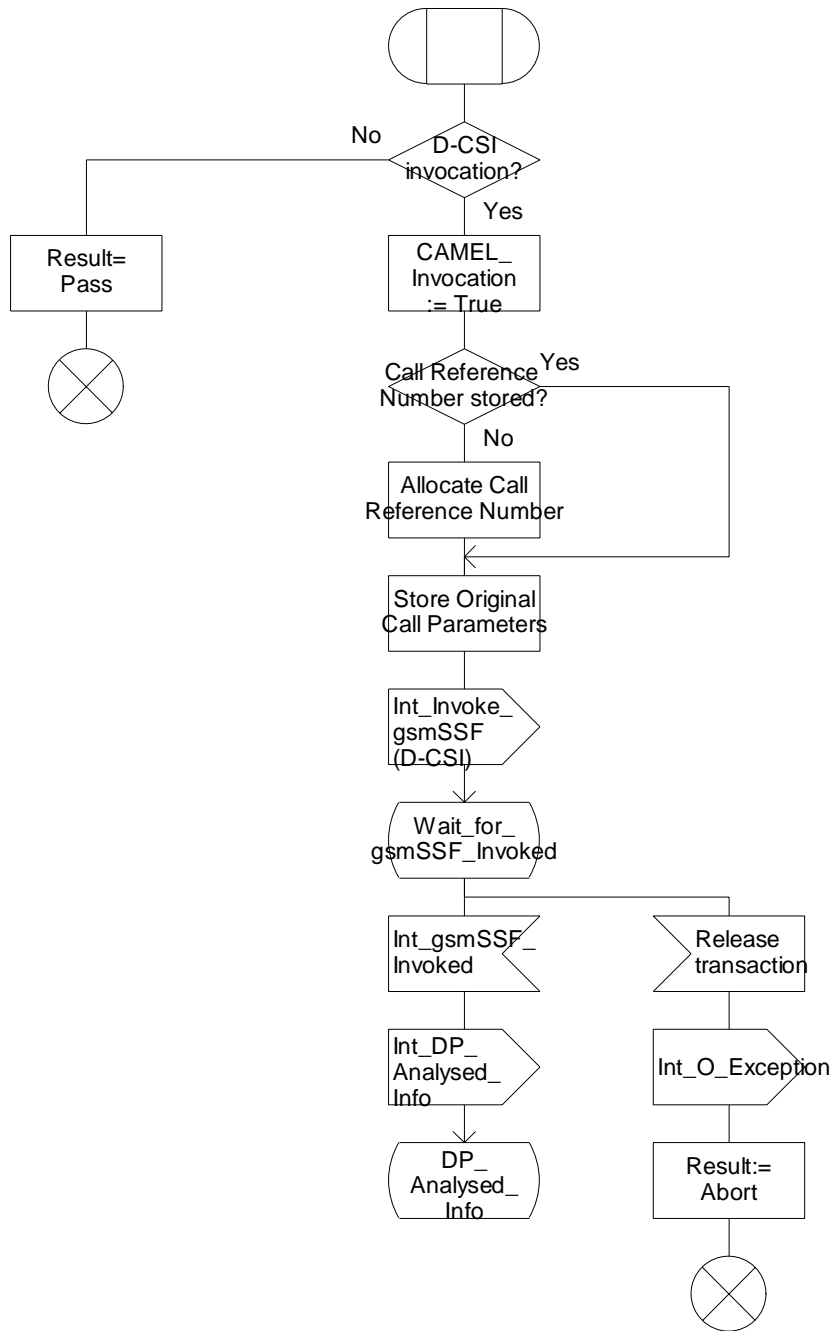 No
D-CSI
invocation?
Yes
Result=
Pass
CAMEL_
Invocation
:= True
Call Reference
Number stored?
Yes
No
Allocate Call
Reference Number
Store Original
Call Parameters
Int_Invoke_
gsmSSF
(D-CSI)
Wait_for_
gsmSSF_Invoked
Int_gsmSSF_
Invoked
Release
transaction
Int_DP_
Analysed_
Info
Int_O_Exception
DP_
Analysed_
Info
Result:=
Abort